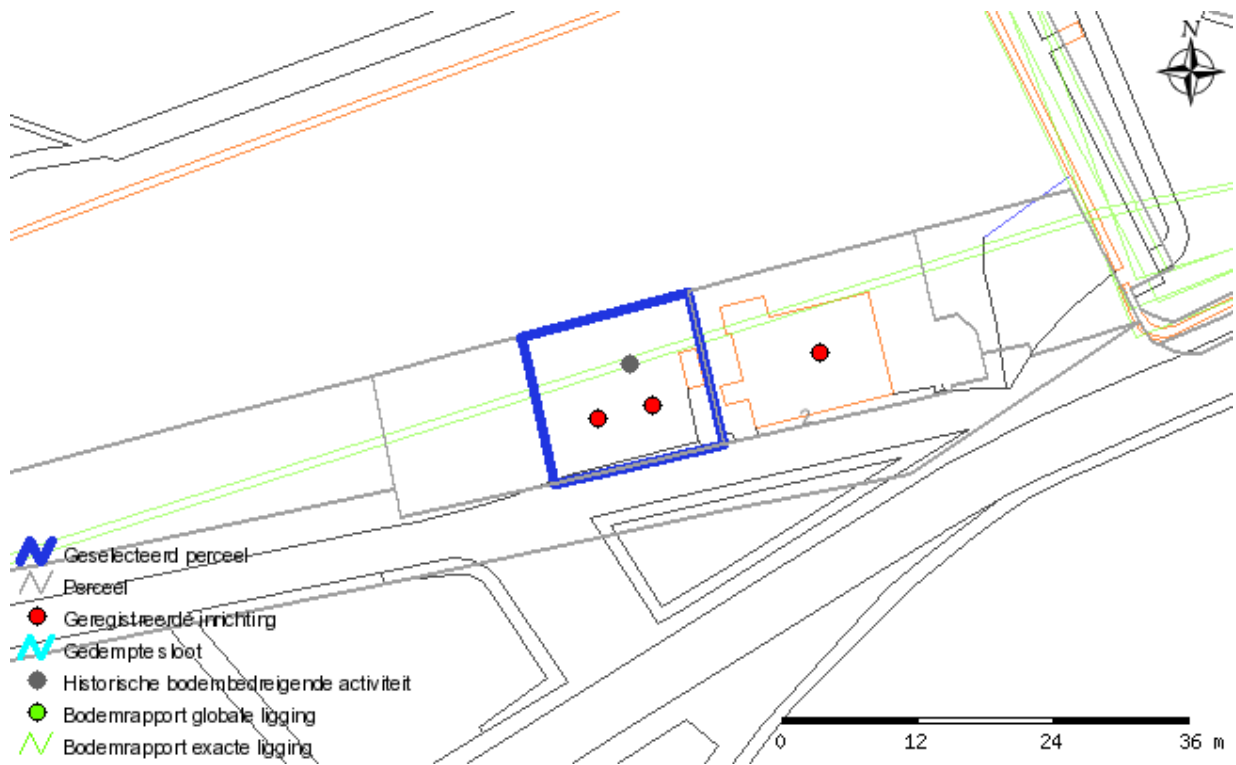 N
2
Geselecteerd perceel
Perceel
Geregistreerde inrichting
Gedempte sloot
Historische bodembedreigende activiteit
Bodemrapport globale ligging
Bodemrapport exacte ligging
0 12 24 36 m